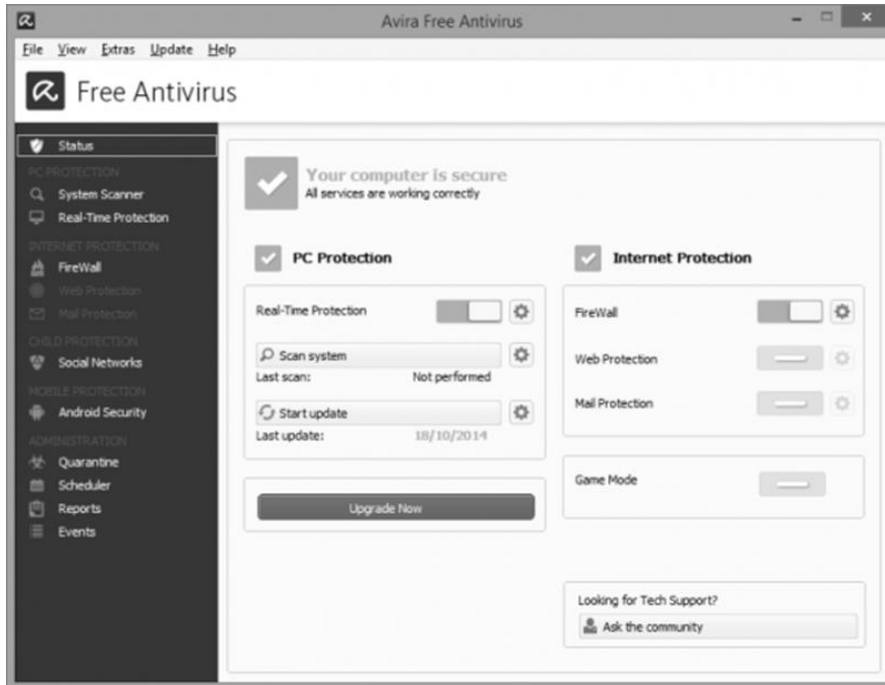 Avira Free Antivirus
File View Extras Update Help
Free Antivirus
Status
PC PROTECTION
System Scanner
Real-Time Protection
INTERNET PROTECTION
FireWall
Web Protection
Mail Protection
CHILD PROTECTION
Social Networks
MOBILE PROTECTION
Android Security
ADMINISTRATION
Quarantine
Scheduler
Reports
Events
Your computer is secure
All services are working correctly
PC Protection
Real-Time Protection
Scan system
Last scan: Not performed
Start update
Last update: 18/10/2014
Upgrade Now
Internet Protection
FireWall
Web Protection
Mail Protection
Game Mode
Looking for Tech Support?
Ask the community